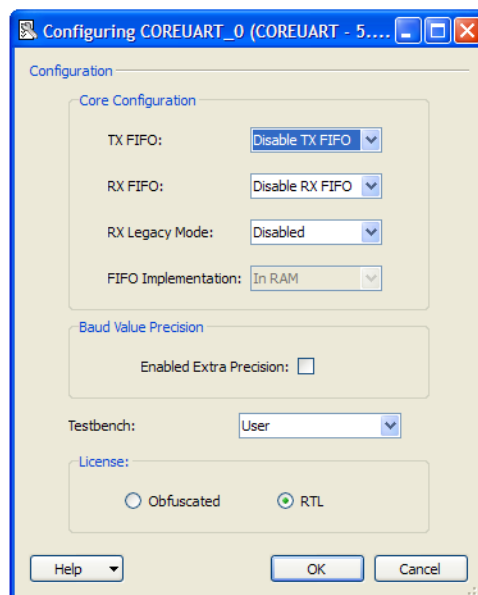 Configuring COREUART_0 (COREUART - 5....
Configuration
Core Configuration
TX FIFO: Disable TX FIFO
RX FIFO: Disable RX FIFO
RX Legacy Mode: Disabled
FIFO Implementation: In RAM
Baud Value Precision
Enabled Extra Precision:
Testbench: User
License:
Obfuscated RTL
Help OK Cancel